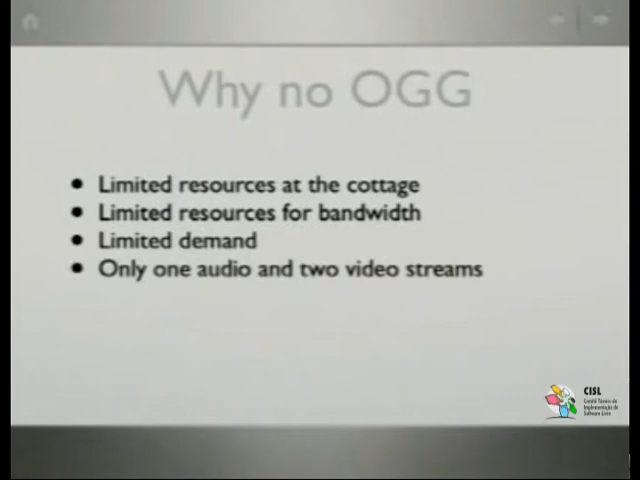 Why no OGG
• Limited resources at the cottage
• Limited resources for bandwidth
• Limited demand
• Only one audio and two video streams
CISL
Comitê Técnico de
Implementação de
Software Livre